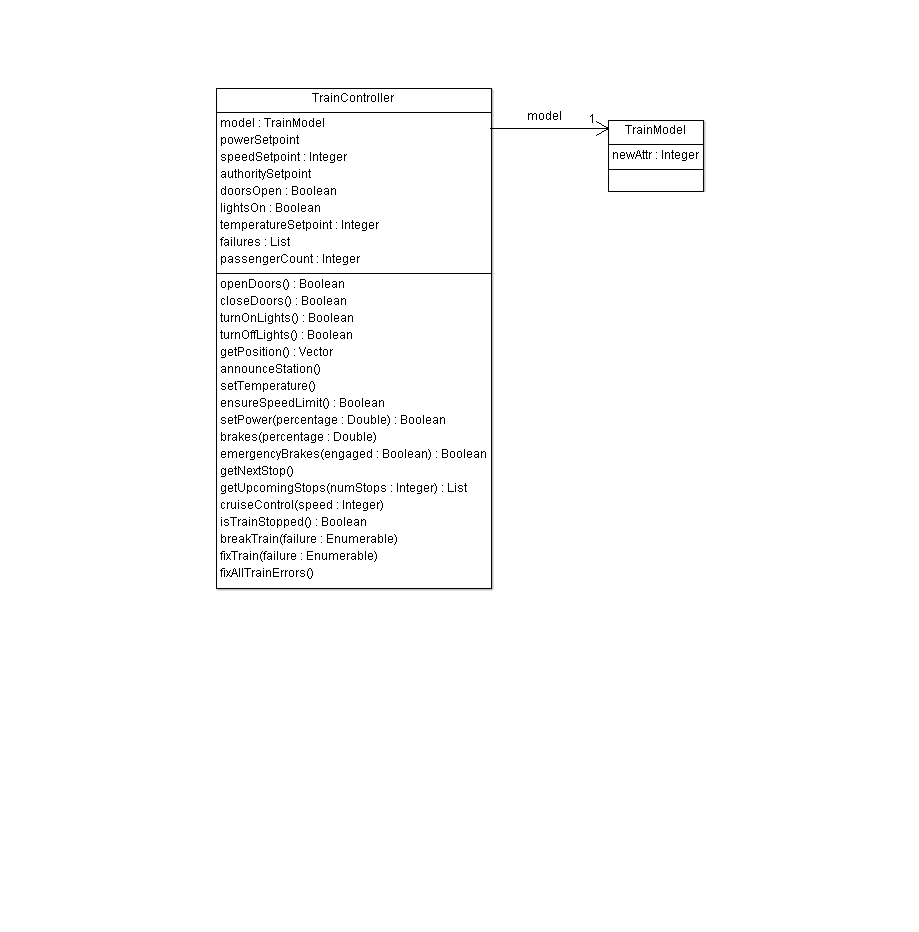 TrainController
model : TrainModel
powerSetpoint
speedSetpoint : Integer
authoritySetpoint
doorsOpen : Boolean
lightsOn : Boolean
temperatureSetpoint : Integer
failures : List
passengerCount : Integer
openDoors() : Boolean
closeDoors() : Boolean
turnOnLights() : Boolean
turnOffLights() : Boolean
getPosition() : Vector
announceStation()
setTemperature()
ensureSpeedLimit() : Boolean
setPower(percentage : Double) : Boolean
brakes(percentage : Double)
emergencyBrakes(engaged : Boolean) : Boolean
getNextStop()
getUpcomingStops(numStops : Integer) : List
cruiseControl(speed : Integer)
isTrainStopped() : Boolean
breakTrain(failure : Enumerable)
fixTrain(failure : Enumerable)
fixAllTrainErrors()
model
1
TrainModel
newAttr : Integer